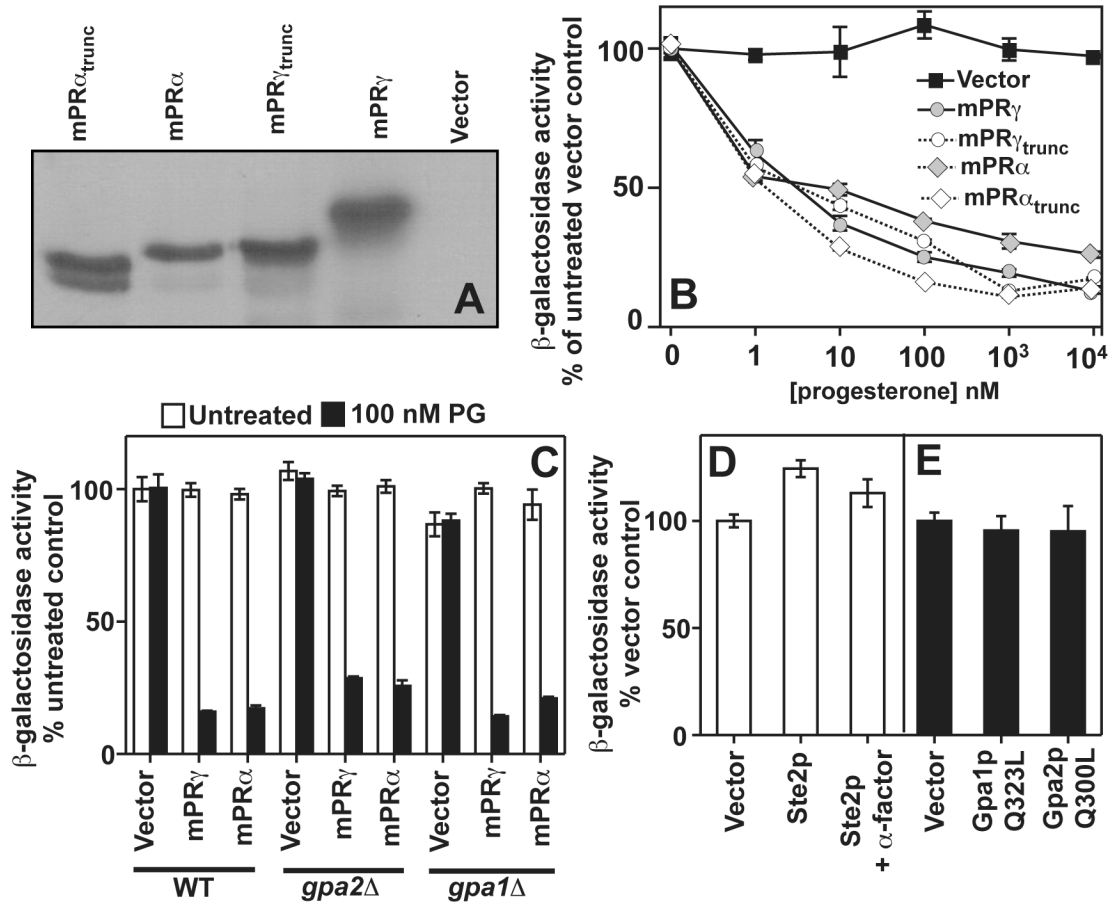 mPRαtrunc
mPRα
mPRγtrunc
mPRγ
Vector
A
β-galactosidase activity
% of untreated vector control
100
50
0
Vector
mPRγ
mPRγtrunc
mPRα
mPRαtrunc
B
0 1 10 100 10³ 10⁴
[progesterone] nM
Untreated 100 nM PG
β-galactosidase activity
% untreated control
100
50
0
C
Vector
mPRγ
mPRα
Vector
mPRγ
mPRα
Vector
mPRγ
mPRα
WT gpa2Δ gpa1Δ
β-galactosidase activity
% vector control
100
50
0
D E
Vector
Ste2p
Ste2p
+ α-factor
Vector
Gpa1p
Q323L
Gpa2p
Q300L